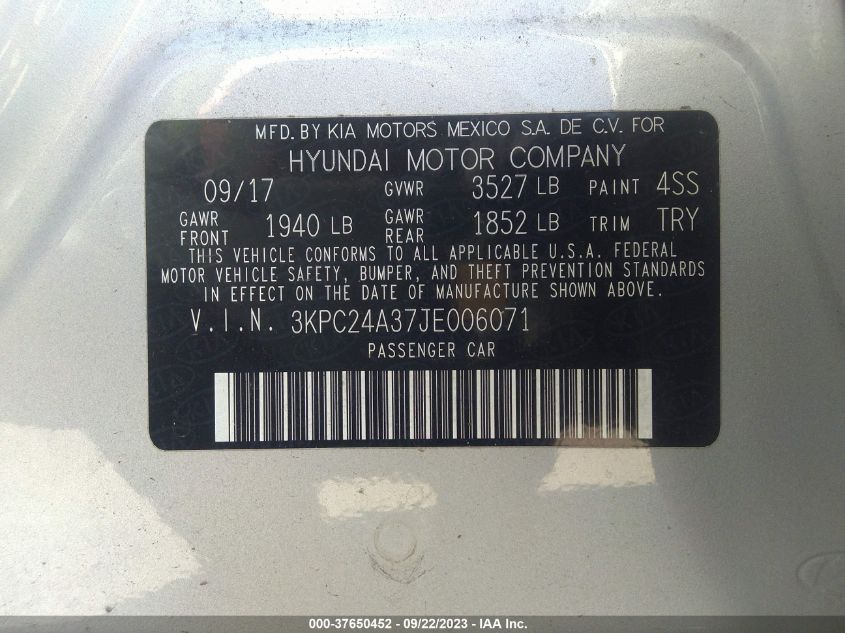 MFD. BY KIA MOTORS MEXICO S.A. DE C.V. FOR
HYUNDAI MOTOR COMPANY
09/17 GVWR 3527 LB PAINT 4SS
GAWR FRONT 1940 LB GAWR REAR 1852 LB TRIM TRY
THIS VEHICLE CONFORMS TO ALL APPLICABLE U.S.A. FEDERAL
MOTOR VEHICLE SAFETY, BUMPER, AND THEFT PREVENTION STANDARDS
IN EFFECT ON THE DATE OF MANUFACTURE SHOWN ABOVE.
V.I.N. 3KPC24A37JE006071
PASSENGER CAR
000-37650452 - 09/22/2023 - IAA Inc.